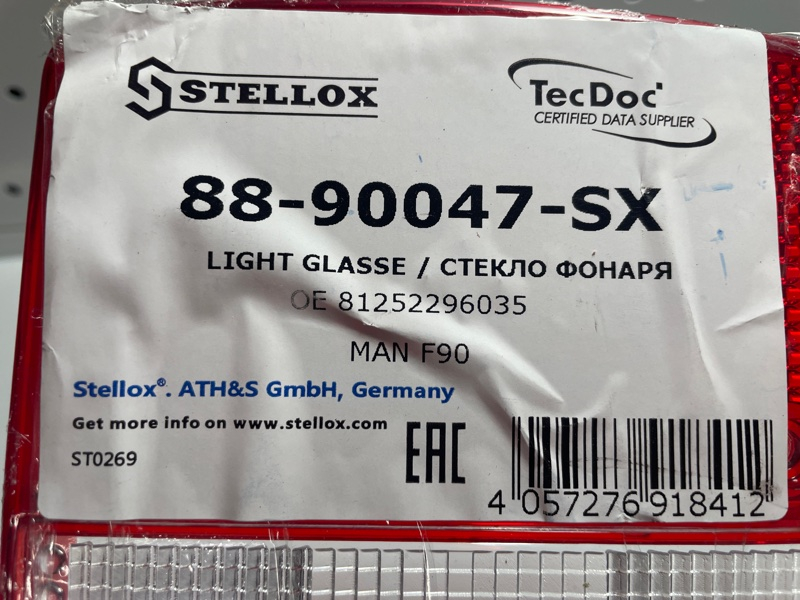 STELLOX
TecDoc
CERTIFIED DATA SUPPLIER
88-90047-SX
LIGHT GLASSE / СТЕКЛО ФОНАРЯ
OE 81252296035
MAN F90
Stellox®. ATH&S GmbH, Germany
Get more info on www.stellox.com
ST0269
EAC
4 057276 918412